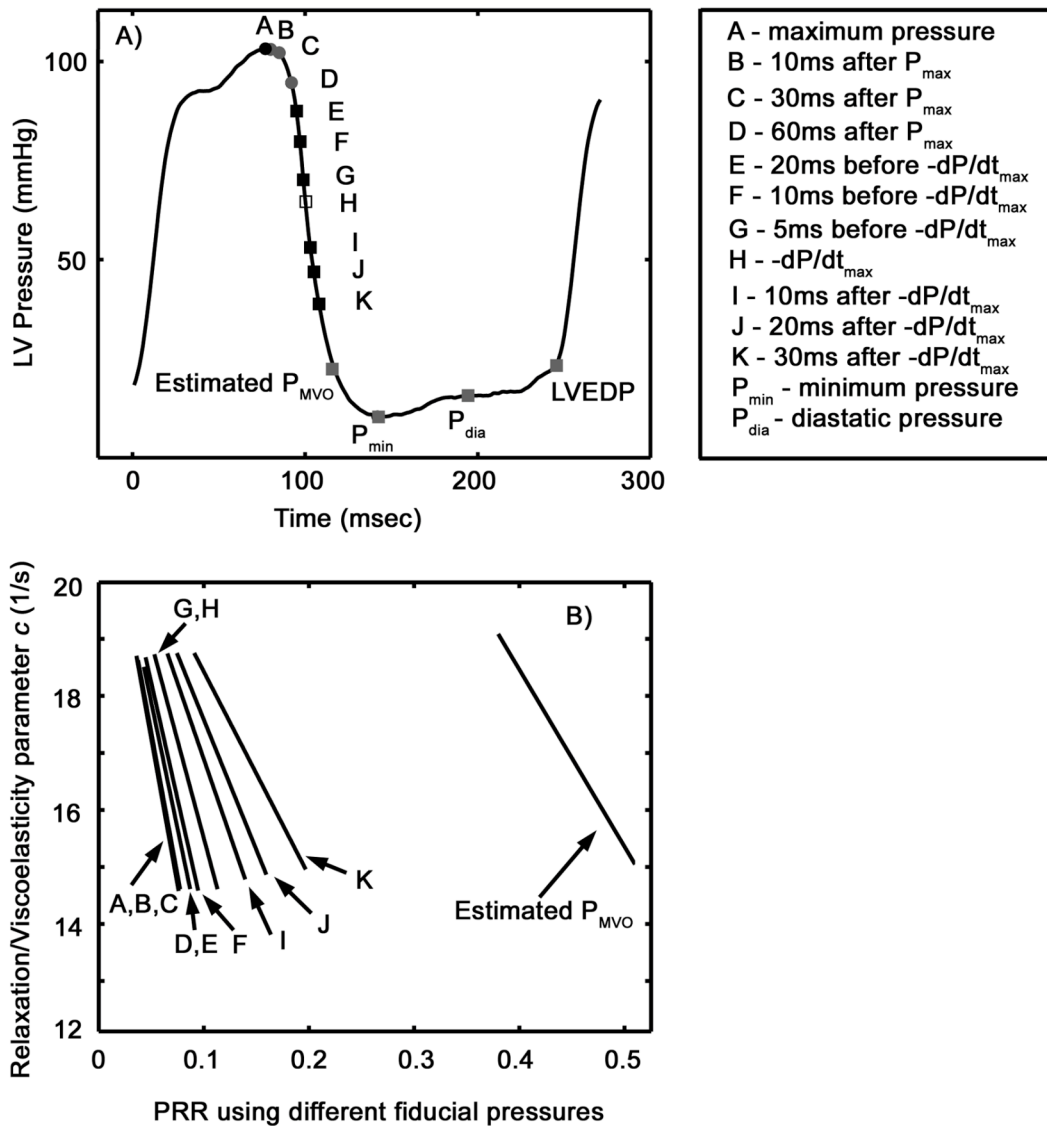 A)
A
B
C
D
E
F
G
H
I
J
K
100
50
LV Pressure (mmHg)
Estimated P_MVO
P_min
P_dia
LVEDP
0
100
200
300
Time (msec)
A - maximum pressure
B - 10ms after P_max
C - 30ms after P_max
D - 60ms after P_max
E - 20ms before -dP/dt_max
F - 10ms before -dP/dt_max
G - 5ms before -dP/dt_max
H - -dP/dt_max
I - 10ms after -dP/dt_max
J - 20ms after -dP/dt_max
K - 30ms after -dP/dt_max
P_min - minimum pressure
P_dia - diastatic pressure
B)
20
18
16
14
12
Relaxation/Viscoelasticity parameter c (1/s)
G,H
A,B,C
D,E
F
I
J
K
Estimated P_MVO
0
0.1
0.2
0.3
0.4
0.5
PRR using different fiducial pressures